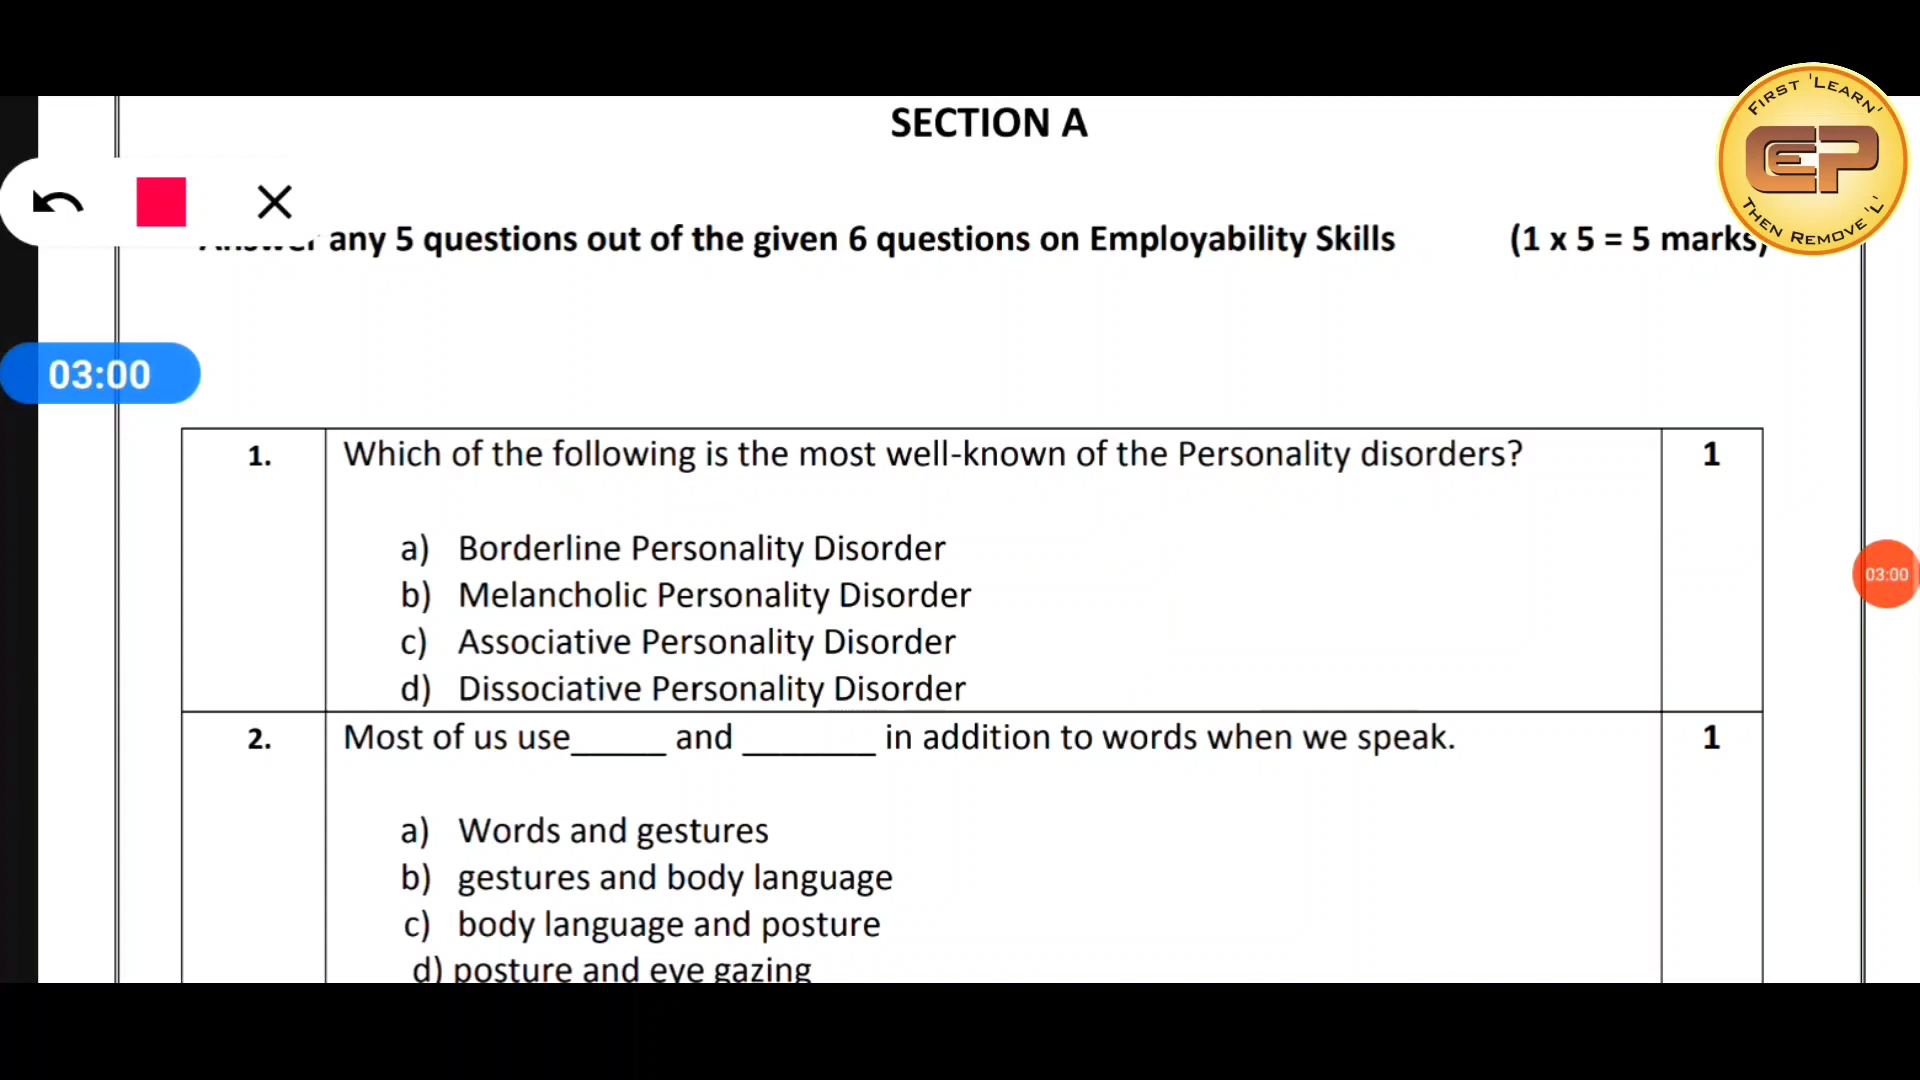 SECTION A
FIRST 'LEARN'
EP
THEN REMOVE 'L'
any 5 questions out of the given 6 questions on Employability Skills (1 x 5 = 5 marks)
03:00
1. Which of the following is the most well-known of the Personality disorders? 1
a) Borderline Personality Disorder
03:00
b) Melancholic Personality Disorder
c) Associative Personality Disorder
d) Dissociative Personality Disorder
2. Most of us use_____ and _______ in addition to words when we speak. 1
a) Words and gestures
b) gestures and body language
c) body language and posture
d) posture and eye gazing